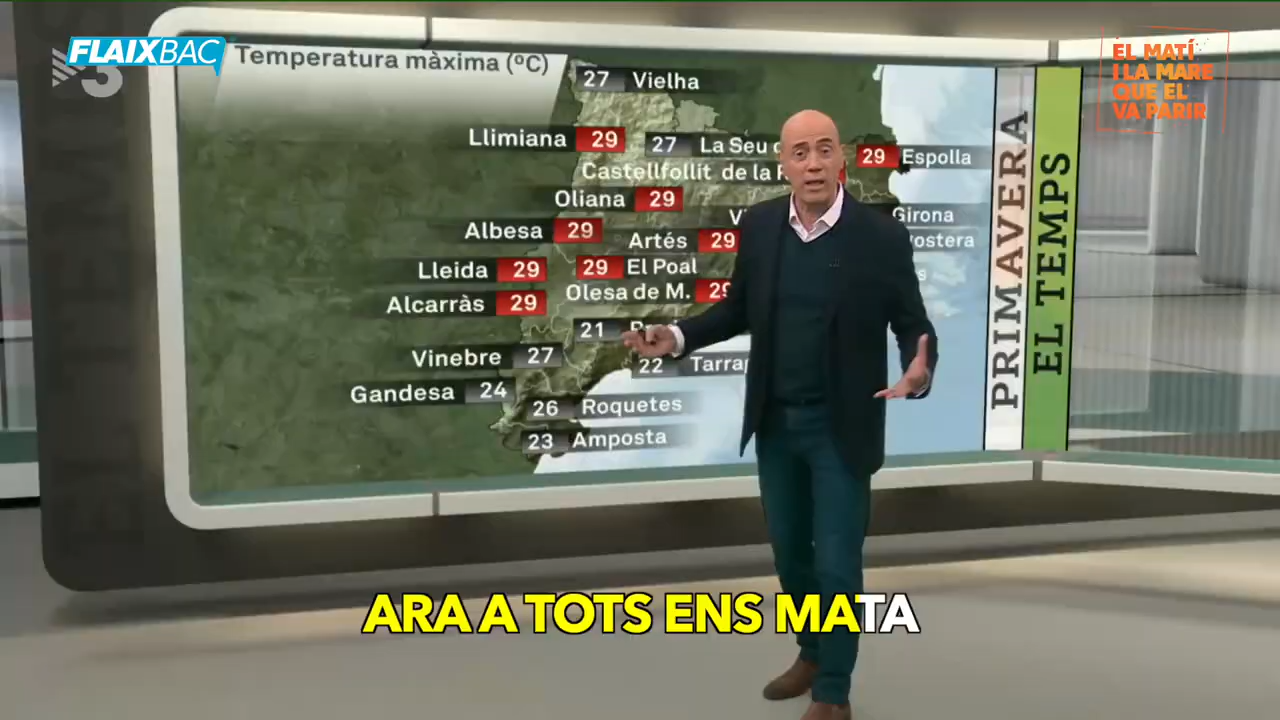 FLAIXBAC
3
EL MATÍ
I LA MARE
QUE EL
VA PARIR
Temperatura màxima (ºC)
27 Vielha
Llimiana 29
27 La Seu
29 Espolla
Castellfollit de la
Oliana 29
Girona
Albesa 29
Artés 29
Lleida 29
29 El Poal
Alcarràs 29
Olesa de M. 29
21
Vinebre 27
22
Gandesa 24
26 Roquetes
23 Amposta
PRIMAVERA
EL TEMPS
ARA A TOTS ENS MATA